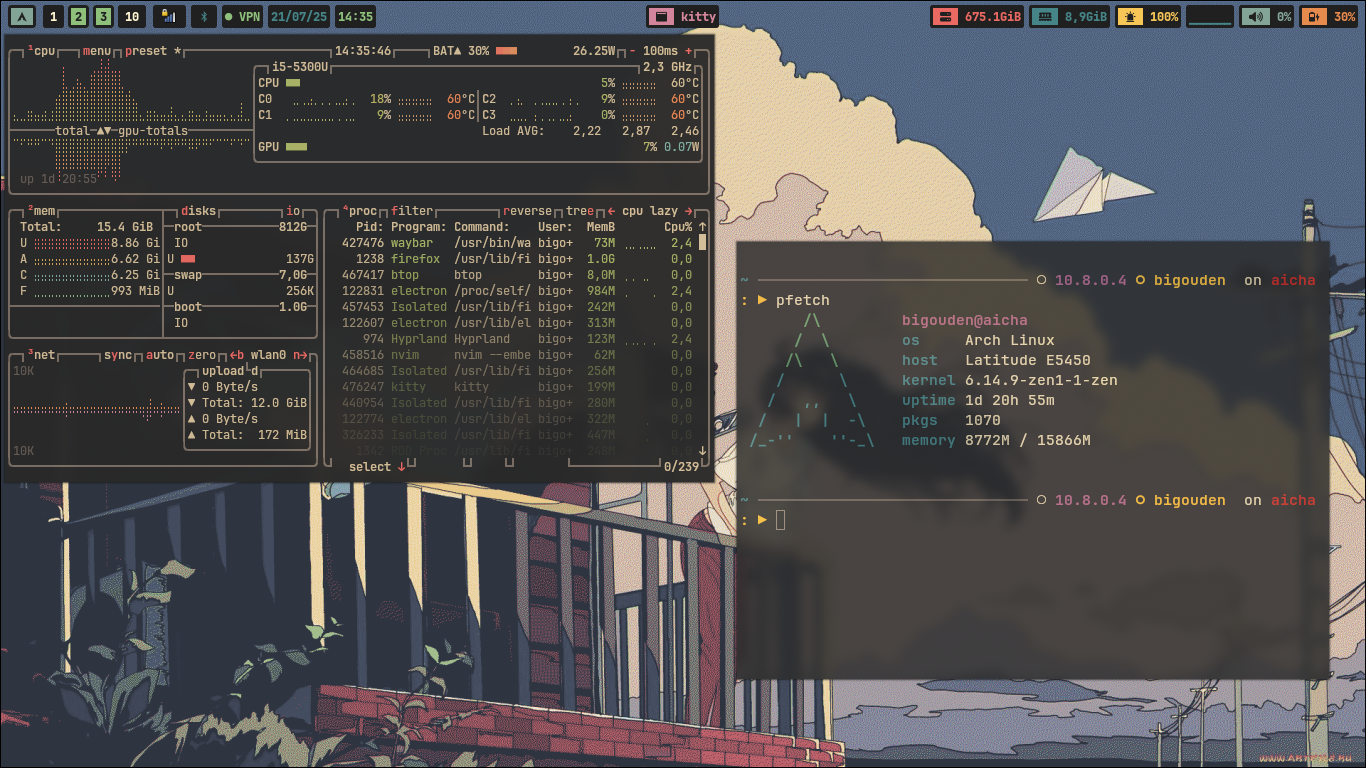 1 2 3 10 VPN 21/07/25 14:35 kitty 675.1GiB 8,9GiB 100% 0% 30%
¹cpu menu preset * 14:35:46 BAT▲ 30% 26.25W - 100ms +
i5-5300U 2,3 GHz
CPU 5% 60°C
C0 18% 60°C C2 9% 60°C
C1 9% 60°C C3 0% 60°C
total ▲▼ gpu-totals Load AVG: 2,22 2,87 2,46
GPU 7% 0.07W
up 1d 20:55
²mem disks io
Total: 15.4 GiB root 812G
U 8.86 Gi IO
A 6.62 Gi U 137G
C 6.25 Gi swap 7,0G
F 993 MiB U 256K
boot 1.0G
IO
³net sync auto zero ←b wlan0 n→
10K upload d
▼ 0 Byte/s
▼ Total: 12.0 GiB
▲ 0 Byte/s
▲ Total: 172 MiB
10K
⁴proc filter reverse tree ← cpu lazy →
Pid: Program: Command: User: MemB Cpu% ↑
427476 waybar /usr/bin/wa bigo+ 73M 2,4
1238 firefox /usr/lib/fi bigo+ 1.0G 0,0
467417 btop btop bigo+ 8,0M 0,0
122831 electron /proc/self/ bigo+ 984M 2,4
457453 Isolated /usr/lib/fi bigo+ 242M 0,0
122607 electron /usr/lib/el bigo+ 313M 0,0
974 Hyprland Hyprland bigo+ 123M 2,4
458516 nvim nvim --embe bigo+ 62M 0,0
464685 Isolated /usr/lib/fi bigo+ 256M 0,0
476247 kitty kitty bigo+ 199M 0,0
440954 Isolated /usr/lib/fi bigo+ 280M 0,0
122774 electron /usr/lib/el bigo+ 322M 0,0
326233 Isolated /usr/lib/fi bigo+ 447M 0,0
1342 RDD Proc /usr/lib/fi bigo+ 248M 0,0
select ↓ 0/239
~ 10.8.0.4 bigouden on aicha
: ▶ pfetch
bigouden@aicha
os Arch Linux
host Latitude E5450
kernel 6.14.9-zen1-1-zen
uptime 1d 20h 55m
pkgs 1070
memory 8772M / 15866M
~ 10.8.0.4 bigouden on aicha
: ▶